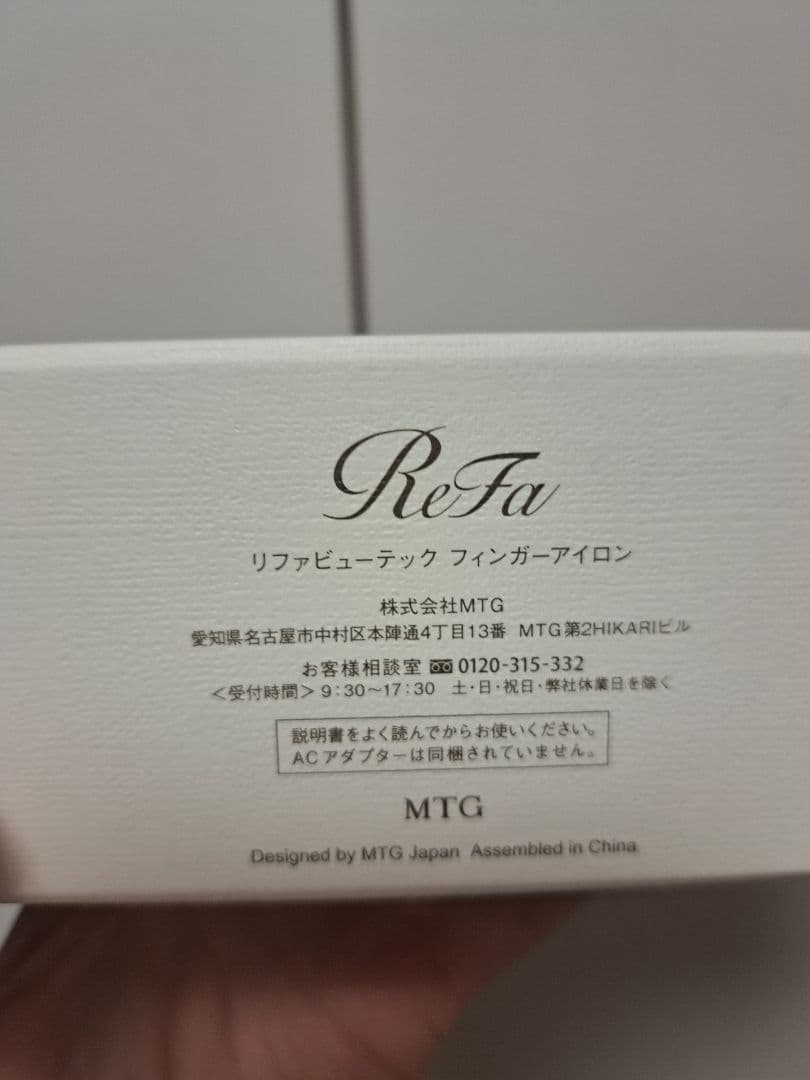 ReFa
リファビューテック フィンガーアイロン
株式会社MTG
愛知県名古屋市中村区本陣通4丁目13番 MTG第2HIKARIビル
お客様相談室 0120-315-332
＜受付時間＞9:30〜17:30 土・日・祝日・弊社休業日を除く
説明書をよく読んでからお使いください。
ACアダプターは同梱されていません。
MTG
Designed by MTG Japan Assembled in China